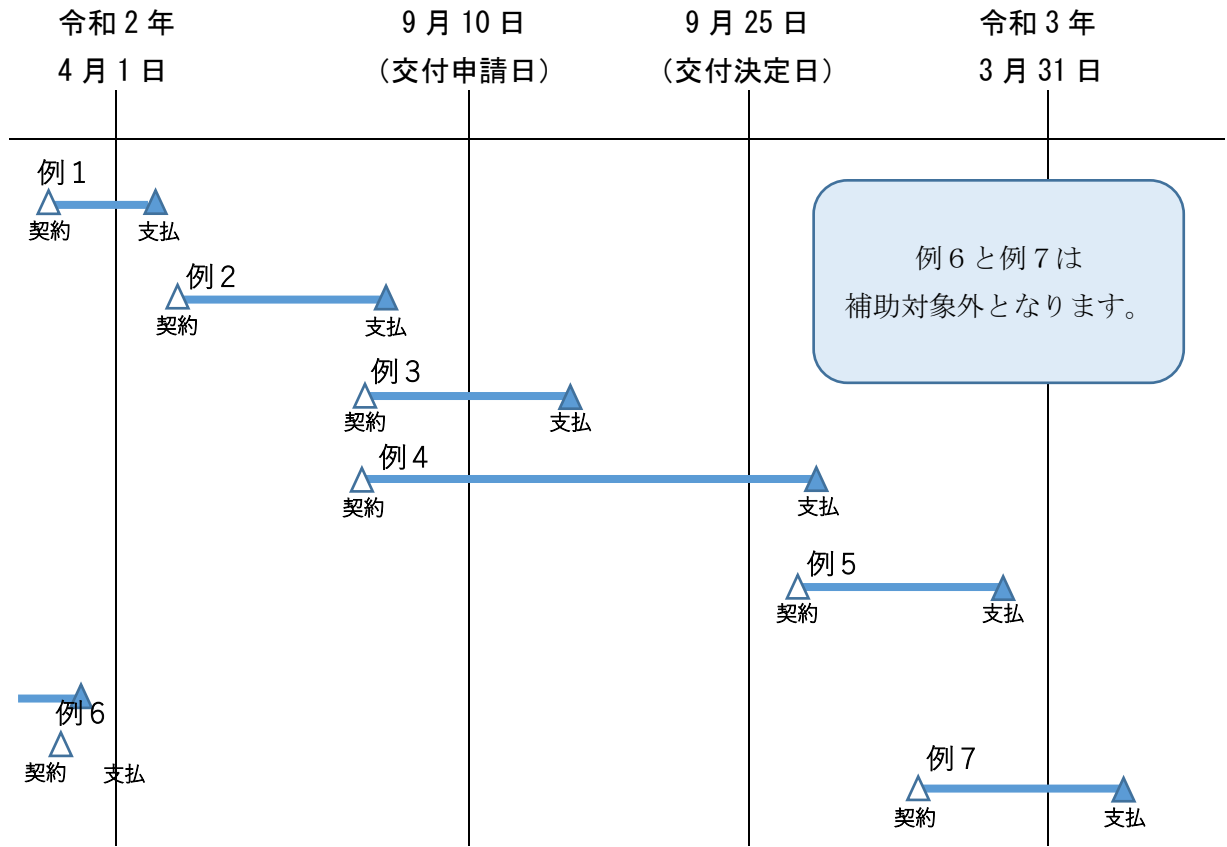 令和2年
4月1日
9月10日
（交付申請日）
9月25日
（交付決定日）
令和3年
3月31日
例1
契約
支払
例2
契約
支払
例6と例7は
補助対象外となります。
例3
契約
支払
例4
契約
支払
例5
契約
支払
例6
契約
支払
例7
契約
支払